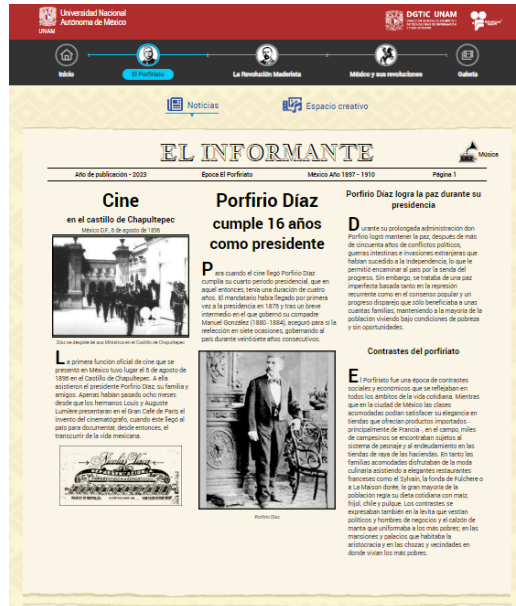 Universidad Nacional
Autónoma de México
UNAM
DGTIC UNAM
Inicio
El Porfiriato
La Revolución Maderista
México y sus revoluciones
Galería
Noticias
Espacio creativo
EL INFORMANTE
Música
Año de publicación - 2023
Época El Porfiriato
México Año 1897 - 1910
Página 1
Cine
en el castillo de Chapultepec
México D.F., 6 de agosto de 1896
Díaz se despide de sus Ministros en el Castillo de Chapultepec
La primera función oficial de cine que se
presentó en México tuvo lugar el 6 de agosto de
1896 en el Castillo de Chapultepec. A ella
asistieron el presidente Porfirio Díaz, su familia y
amigos. Apenas habían pasado ocho meses
desde que los hermanos Louis y Auguste
Lumière presentaran en el Gran Café de París el
invento del cinematógrafo, cuando éste llegó al
país para documentar, desde entonces, el
transcurrir de la vida mexicana.
Porfirio Díaz
cumple 16 años
como presidente
Para cuando el cine llegó Porfirio Díaz
cumplía su cuarto periodo presidencial, que en
aquel entonces, tenía una duración de cuatro
años. El mandatario había llegado por primera
vez a la presidencia en 1876 y tras un breve
intermedio en el que gobernó su compadre
Manuel González (1880 -1884), aseguró para sí la
reelección en siete ocasiones, gobernando al
país durante veintisiete años consecutivos.
Porfirio Díaz
Porfirio Díaz logra la paz durante su
presidencia
Durante su prolongada administración don
Porfirio logró mantener la paz, después de más
de cincuenta años de conflictos políticos,
guerras intestinas e invasiones extranjeras que
habían sucedido a la Independencia, lo que le
permitió encaminar al país por la senda del
progreso. Sin embargo, se trataba de una paz
imperfecta basada tanto en la represión
recurrente como en el consenso popular y un
progreso disparejo que sólo beneficiaba a unas
cuantas familias, manteniendo a la mayoría de la
población viviendo bajo condiciones de pobreza
y sin oportunidades.
Contrastes del porfiriato
El Porfiriato fue una época de contrastes
sociales y económicos que se reflejaban en
todos los ámbitos de la vida cotidiana. Mientras
que en la ciudad de México las clases
acomodadas podían satisfacer su elegancia en
tiendas que ofrecían productos importados -
principalmente de Francia -, en el campo, miles
de campesinos se encontraban sujetos al
sistema de peonaje y al endeudamiento en las
tiendas de raya de las haciendas. En tanto las
familias acomodadas disfrutaban de la moda
culinaria asistiendo a elegantes restaurantes
franceses como el Sylvain, la fonda de Fulchere o
a La Maison dorée, la gran mayoría de la
población regía su dieta cotidiana con maíz,
frijol, chile y pulque. Los contrastes se
expresaban también en la levita que vestían
políticos y hombres de negocios y el calzón de
manta que uniformaba a los más pobres; en las
mansiones y palacios que habitaba la
aristocracia y en las chozas y vecindades en
donde vivían los más pobres.